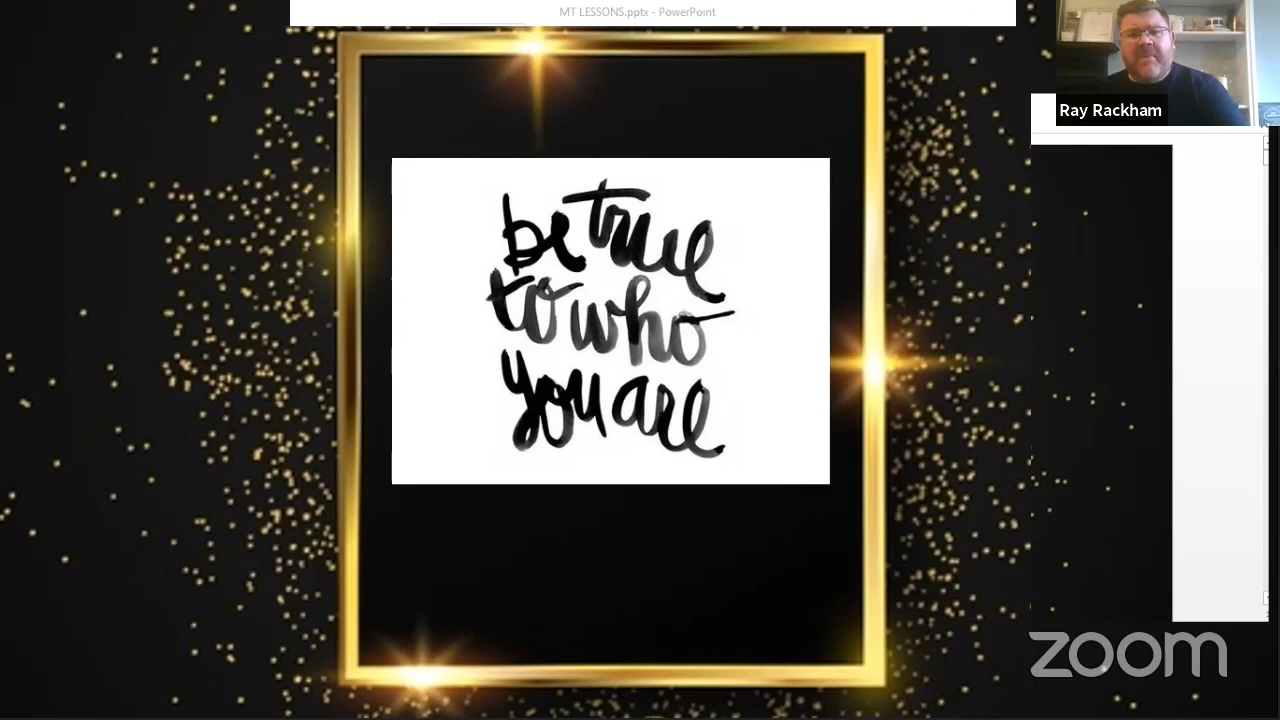 MT LESSONS.pptx - PowerPoint
Ray Rackham
be true
to who
you are
zoom